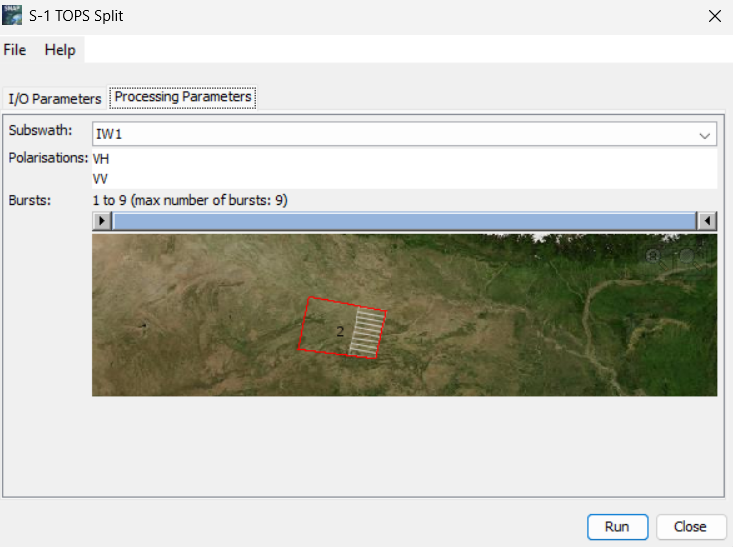 SNAP
S-1 TOPS Split
File Help
I/O Parameters Processing Parameters
Subswath: IW1
Polarisations: VH
VV
Bursts: 1 to 9 (max number of bursts: 9)
2
Run Close